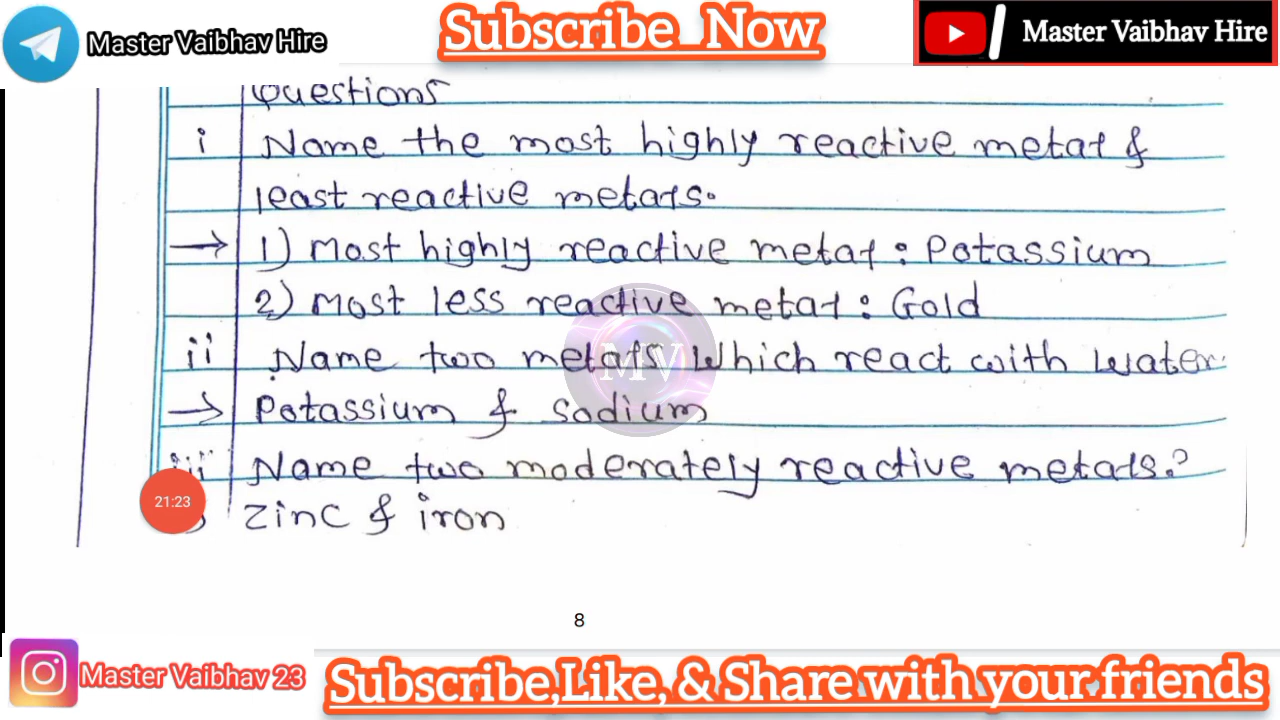 Master Vaibhav Hire
Subscribe Now
Master Vaibhav Hire
Questions
i Name the most highly reactive metal &
least reactive metals.
→ 1) Most highly reactive metal : Potassium
2) Most less reactive metal : Gold
ii Name two metals Which react with water.
→ Potassium & sodium
iii Name two moderately reactive metals.?
Zinc & iron
MV
21:23
8
Master Vaibhav 23
Subscribe,Like, & Share with your friends